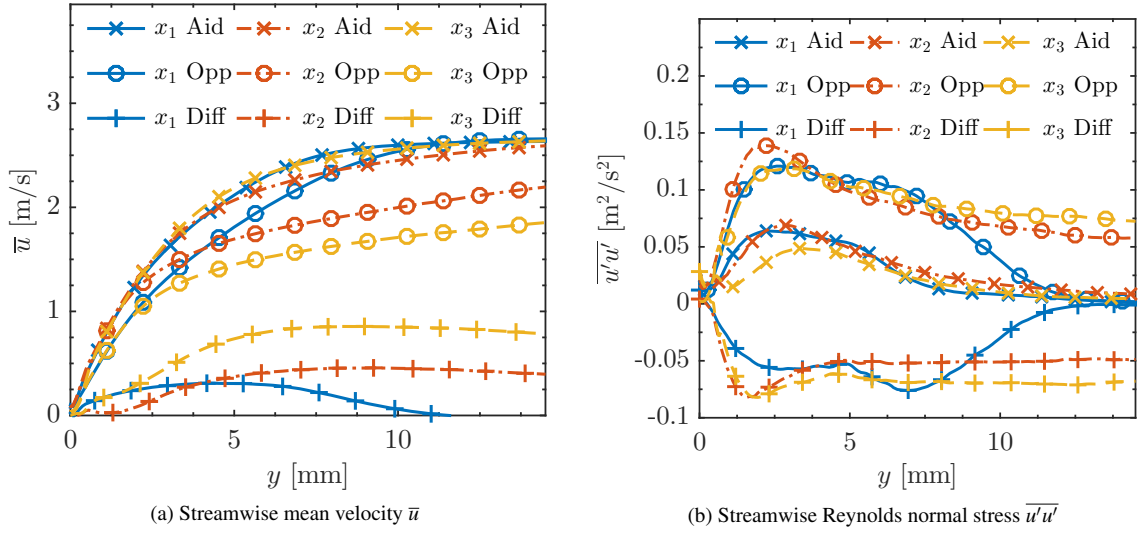 x₁ Aid x₂ Aid x₃ Aid
x₁ Opp x₂ Opp x₃ Opp
x₁ Diff x₂ Diff x₃ Diff
3
2
1
0
0 5 10
u̅ [m/s]
y [mm]
(a) Streamwise mean velocity u̅
x₁ Aid x₂ Aid x₃ Aid
x₁ Opp x₂ Opp x₃ Opp
x₁ Diff x₂ Diff x₃ Diff
0.2
0.15
0.1
0.05
0
-0.05
-0.1
0 5 10
u̅'̅u̅'̅ [m²/s²]
y [mm]
(b) Streamwise Reynolds normal stress u̅'̅u̅'̅